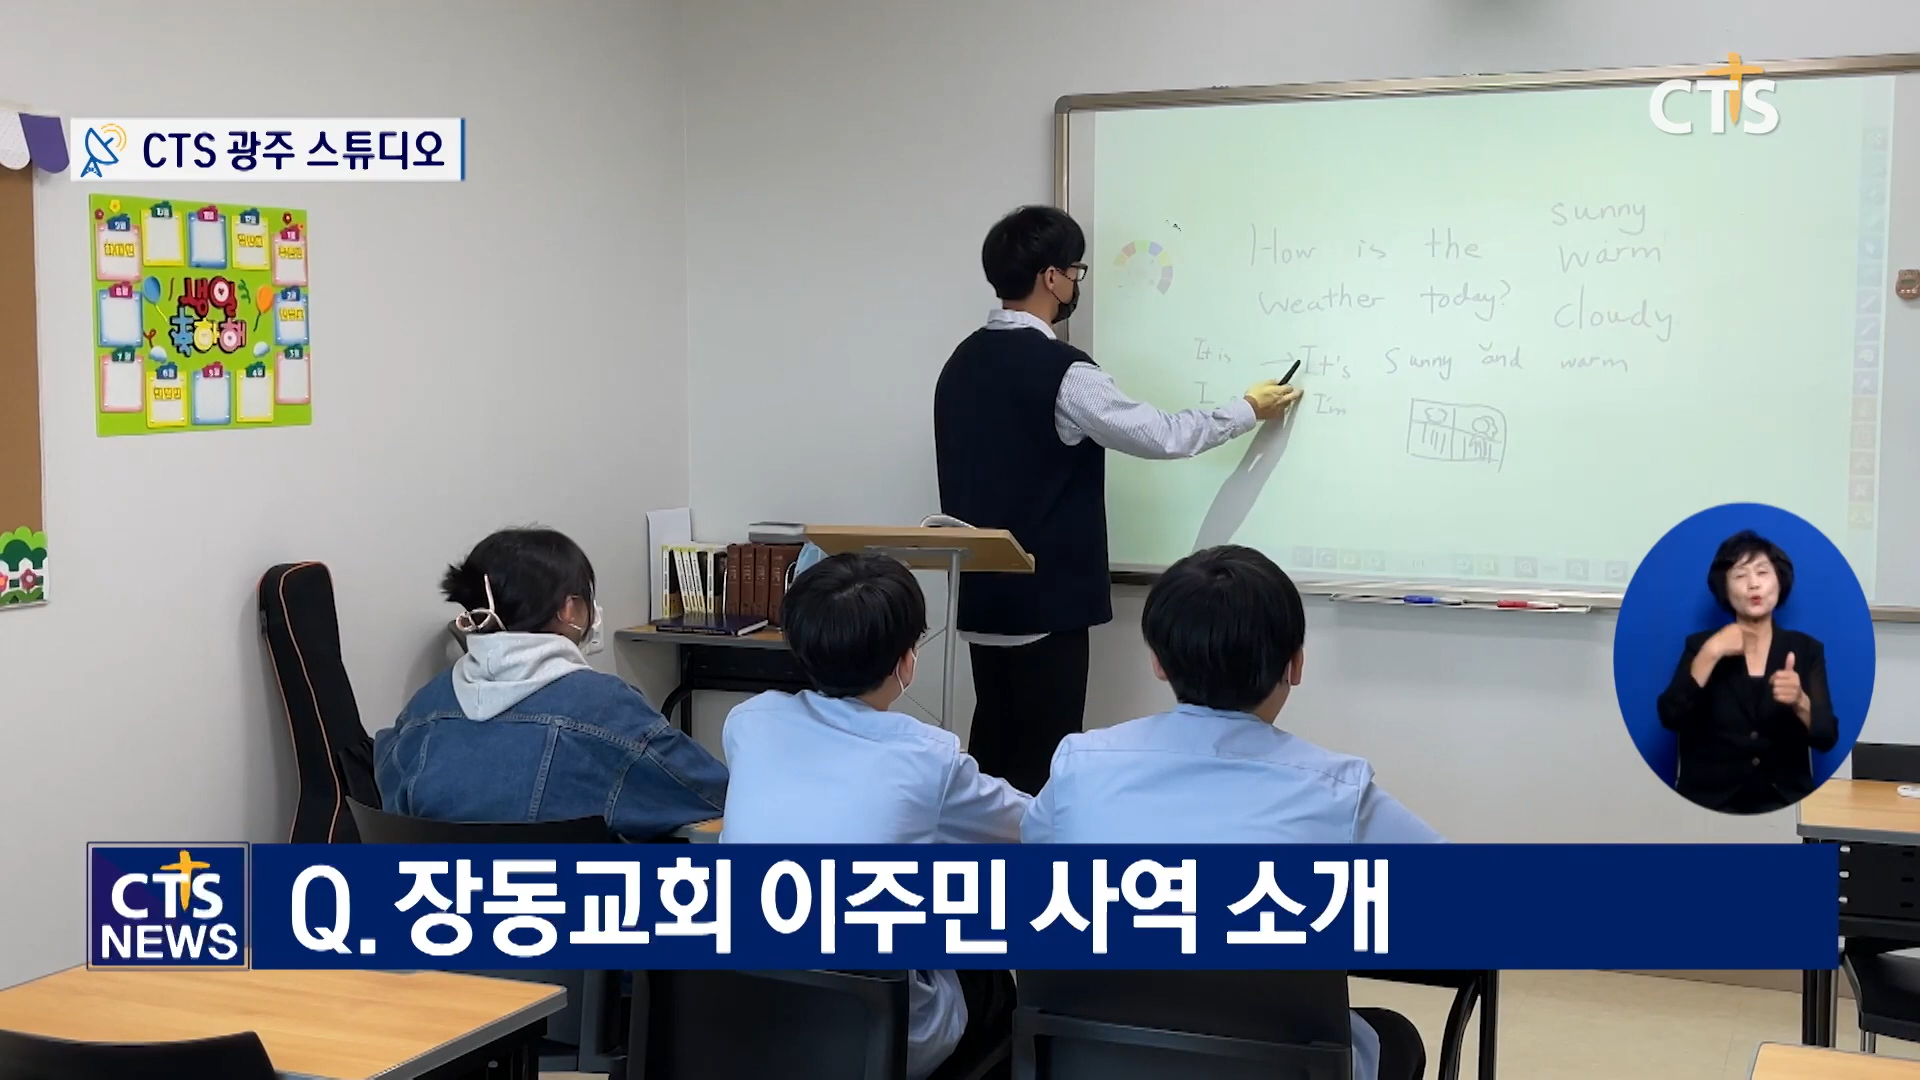 CTS 광주 스튜디오
CTS
생일
축하해
sunny
How is the
warm
weather today?
cloudy
It is → It's sunny and warm
I
I'm
CTS
NEWS
Q. 장동교회 이주민 사역 소개